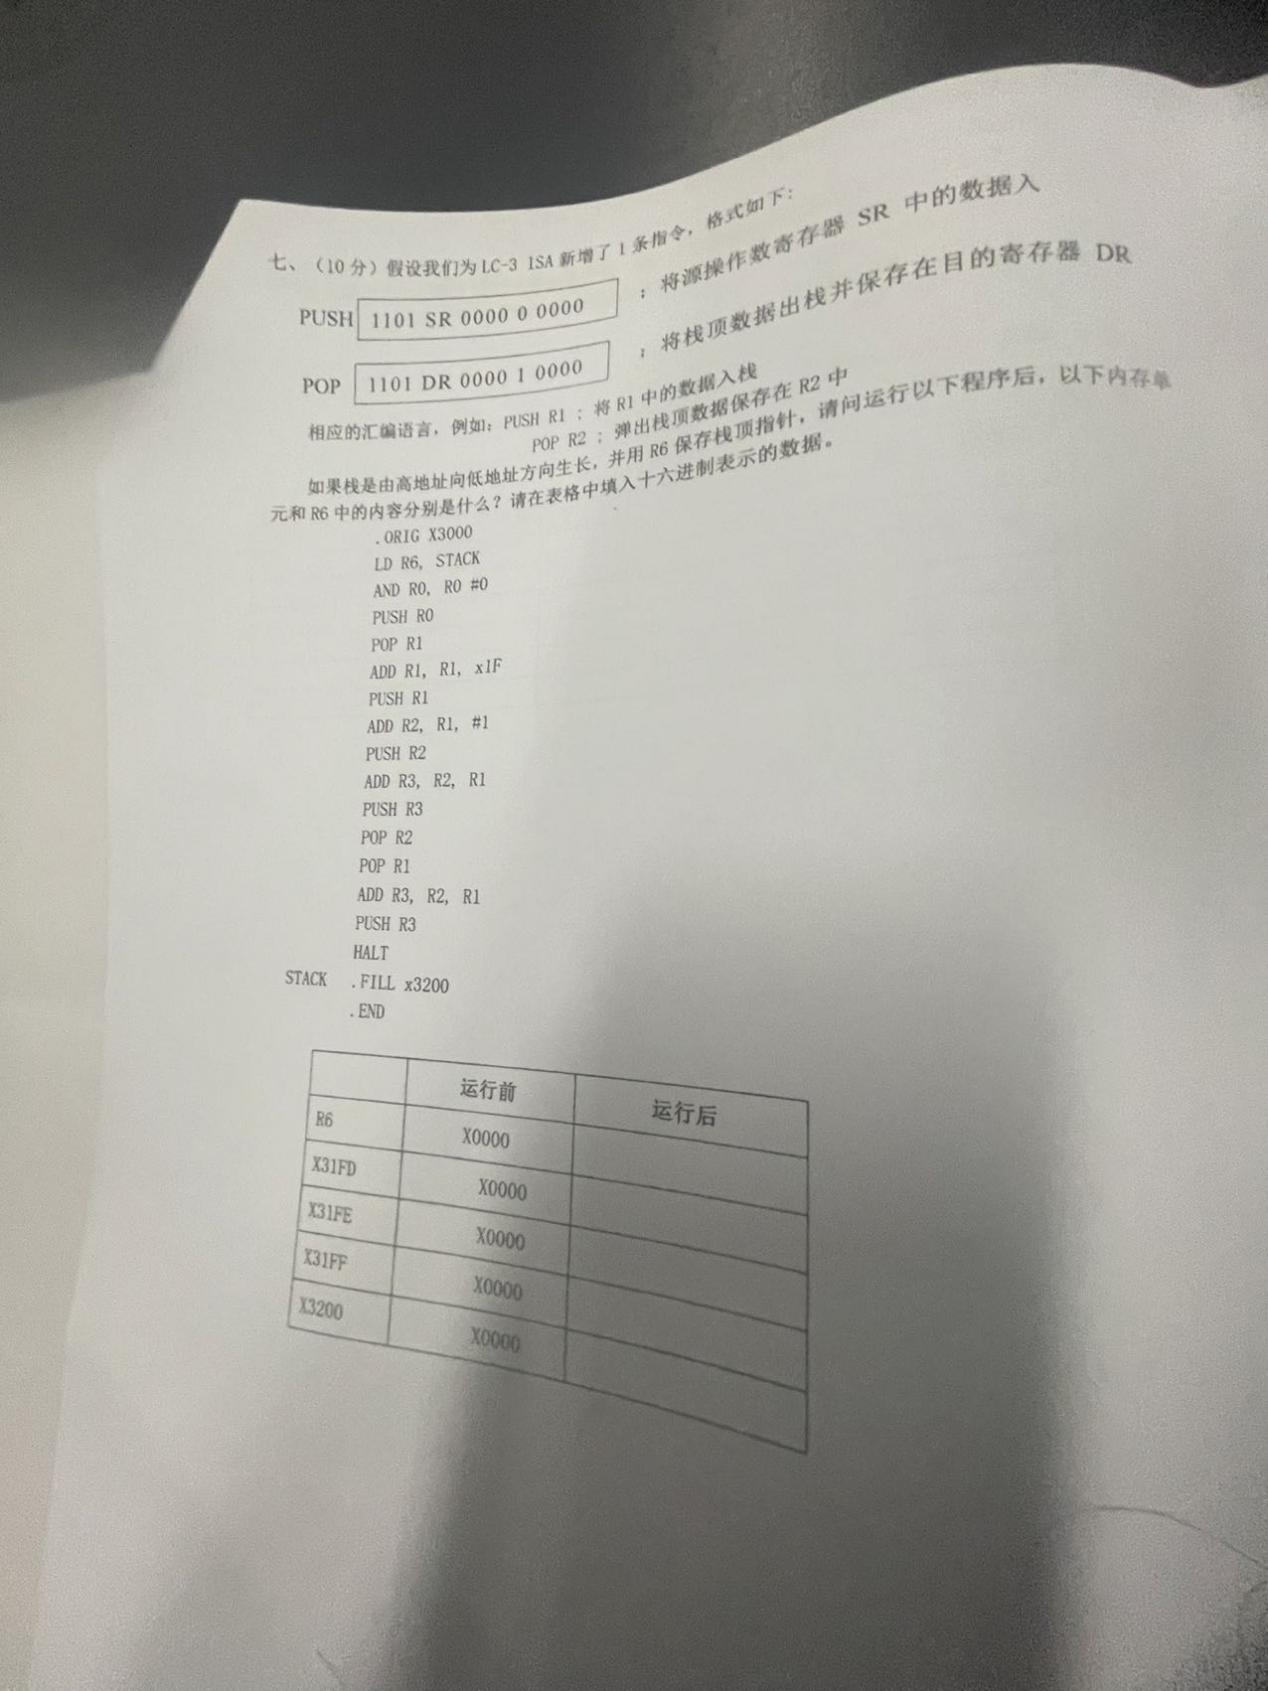 七、（10分）假设我们为 LC-3 ISA 新增了 1 条指令，格式如下：
PUSH 1101 SR 0000 0 0000 ；将源操作数寄存器 SR 中的数据入
POP 1101 DR 0000 1 0000 ；将栈顶数据出栈并保存在目的寄存器 DR
相应的汇编语言，例如：PUSH R1 ；将 R1 中的数据入栈
POP R2 ；弹出栈顶数据保存在 R2 中
如果栈是由高地址向低地址方向生长，并用 R6 保存栈顶指针，请问运行以下程序后，以下内存单
元和 R6 中的内容分别是什么？请在表格中填入十六进制表示的数据。
.ORIG X3000
LD R6, STACK
AND R0, R0 #0
PUSH R0
POP R1
ADD R1, R1, x1F
PUSH R1
ADD R2, R1, #1
PUSH R2
ADD R3, R2, R1
PUSH R3
POP R2
POP R1
ADD R3, R2, R1
PUSH R3
HALT
STACK .FILL x3200
.END
运行前 运行后
R6 X0000
X31FD X0000
X31FE X0000
X31FF X0000
X3200 X0000